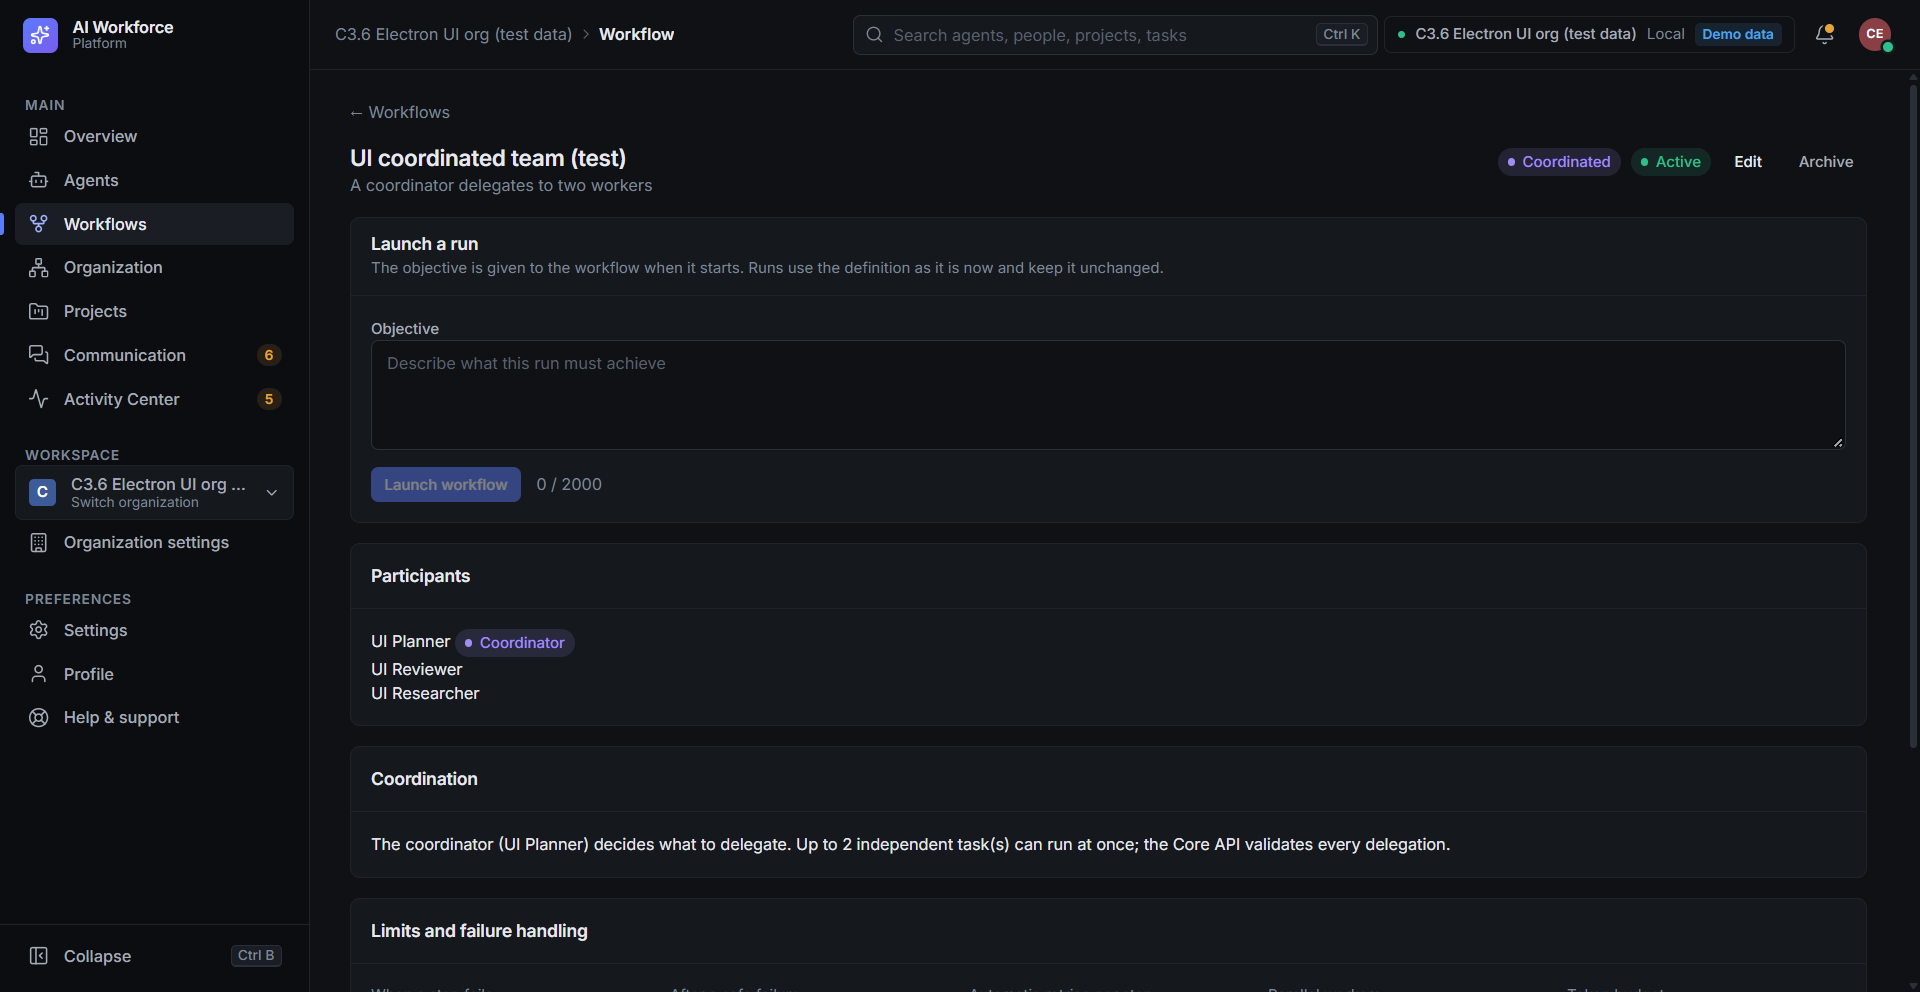 AI Workforce
Platform
C3.6 Electron UI org (test data) > Workflow
Search agents, people, projects, tasks
Ctrl K
C3.6 Electron UI org (test data) Local Demo data
CE
MAIN
Overview
Agents
Workflows
Organization
Projects
Communication 6
Activity Center 5
WORKSPACE
C
C3.6 Electron UI org ...
Switch organization
Organization settings
PREFERENCES
Settings
Profile
Help & support
Collapse Ctrl B
← Workflows
UI coordinated team (test)
A coordinator delegates to two workers
Coordinated Active Edit Archive
Launch a run
The objective is given to the workflow when it starts. Runs use the definition as it is now and keep it unchanged.
Objective
Describe what this run must achieve
Launch workflow 0 / 2000
Participants
UI Planner Coordinator
UI Reviewer
UI Researcher
Coordination
The coordinator (UI Planner) decides what to delegate. Up to 2 independent task(s) can run at once; the Core API validates every delegation.
Limits and failure handling